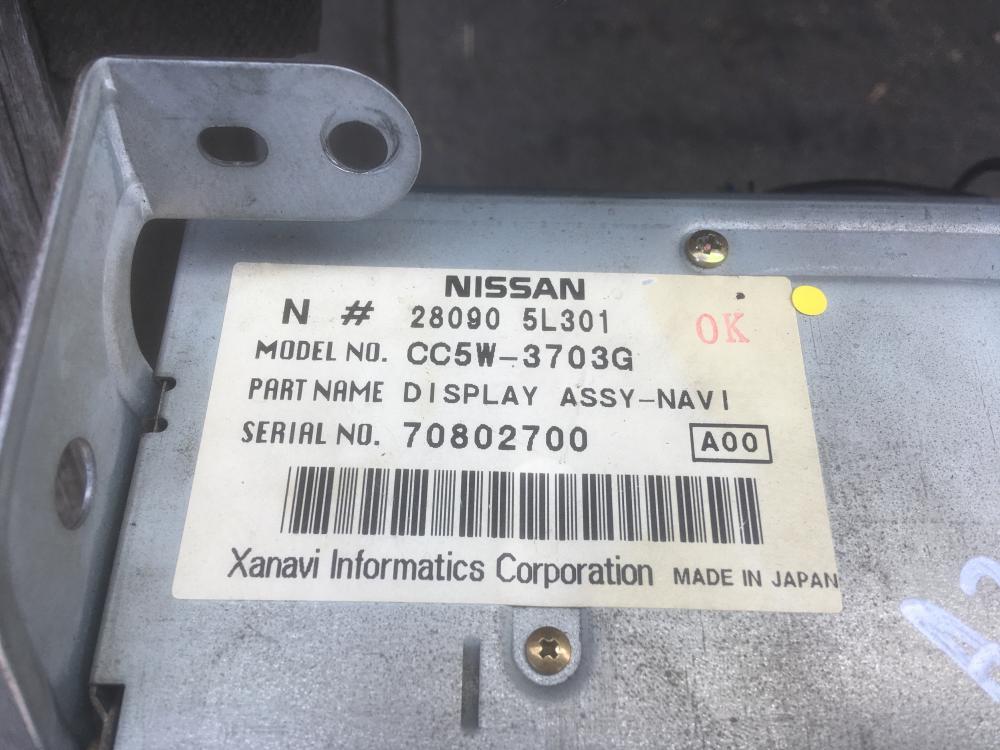 NISSAN
N # 28090 5L301
OK
MODEL NO. CC5W-3703G
PART NAME DISPLAY ASSY-NAVI
SERIAL NO. 70802700
A00
Xanavi Informatics Corporation MADE IN JAPAN